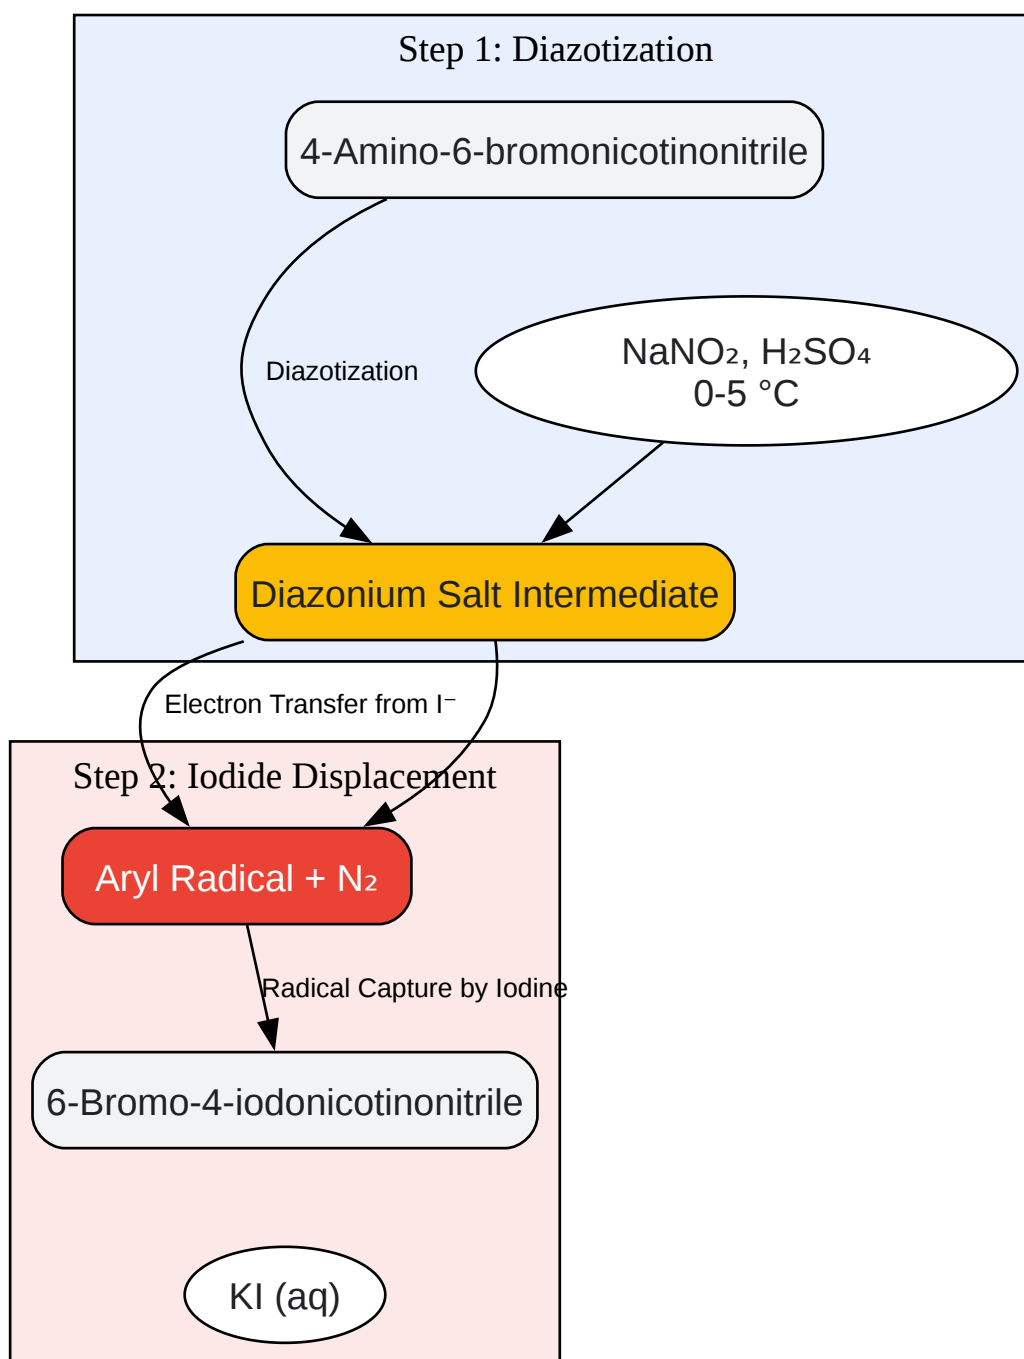 Step 1: Diazotization
4-Amino-6-bromonicotinonitrile
NaNO₂, H₂SO₄
0-5 °C
Diazotization
Diazonium Salt Intermediate
Electron Transfer from I⁻
Step 2: Iodide Displacement
Aryl Radical + N₂
Radical Capture by Iodine
6-Bromo-4-iodonicotinonitrile
KI (aq)